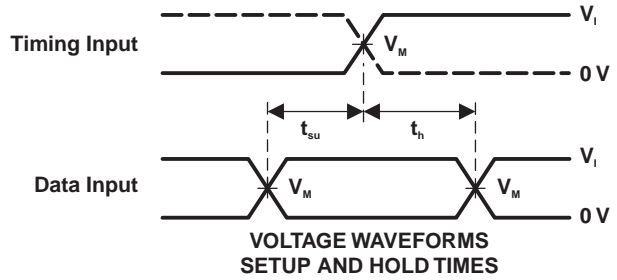 V_I
Timing Input
V_M
0 V
t_su
t_h
V_I
Data Input
V_M
V_M
0 V
VOLTAGE WAVEFORMS
SETUP AND HOLD TIMES